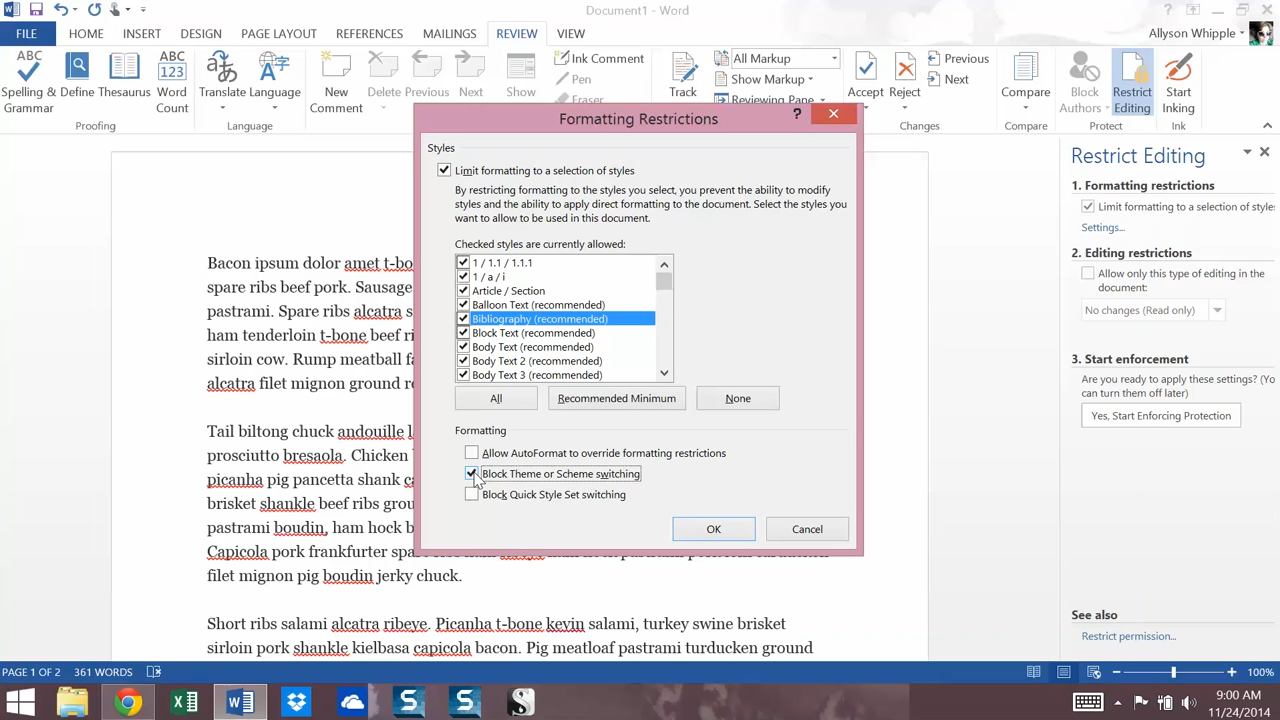 Document1 - Word
FILE HOME INSERT DESIGN PAGE LAYOUT REFERENCES MAILINGS REVIEW VIEW Allyson Whipple
ABC Spelling & Grammar
Define
Thesaurus
ABC 123 Word Count
Proofing
Translate
Language
Language
New Comment
Delete
Previous
Next
Show
Ink Comment
Pen
Eraser
Track
All Markup
Show Markup
Reviewing Pane
Accept
Reject
Previous
Next
Changes
Compare
Compare
Block Authors
Restrict Editing
Protect
Start Inking
Ink
Formatting Restrictions
Styles
Limit formatting to a selection of styles
By restricting formatting to the styles you select, you prevent the ability to modify
styles and the ability to apply direct formatting to the document. Select the styles you
want to allow to be used in this document.
Checked styles are currently allowed:
1 / 1.1 / 1.1.1
1 / a / i
Article / Section
Balloon Text (recommended)
Bibliography (recommended)
Block Text (recommended)
Body Text (recommended)
Body Text 2 (recommended)
Body Text 3 (recommended)
All Recommended Minimum None
Formatting
Allow AutoFormat to override formatting restrictions
Block Theme or Scheme switching
Block Quick Style Set switching
OK Cancel
Bacon ipsum dolor amet t-bo
spare ribs beef pork. Sausage
pastrami. Spare ribs alcatra s
ham tenderloin t-bone beef ri
sirloin cow. Rump meatball fa
alcatra filet mignon ground re
Tail biltong chuck andouille la
prosciutto bresaola. Chicken
picanha pig pancetta shank ca
brisket shankle beef ribs grou
pastrami boudin, ham hock b
Capicola pork frankfurter spa
filet mignon pig boudin jerky chuck.
Short ribs salami alcatra ribeye. Picanha t-bone kevin salami, turkey swine brisket
sirloin pork shankle kielbasa capicola bacon. Pig meatloaf pastrami turducken ground
Restrict Editing
1. Formatting restrictions
Limit formatting to a selection of styles
Settings...
2. Editing restrictions
Allow only this type of editing in the
document:
No changes (Read only)
3. Start enforcement
Are you ready to apply these settings? (You
can turn them off later)
Yes, Start Enforcing Protection
See also
Restrict permission...
PAGE 1 OF 2 361 WORDS 100%
9:00 AM
11/24/2014